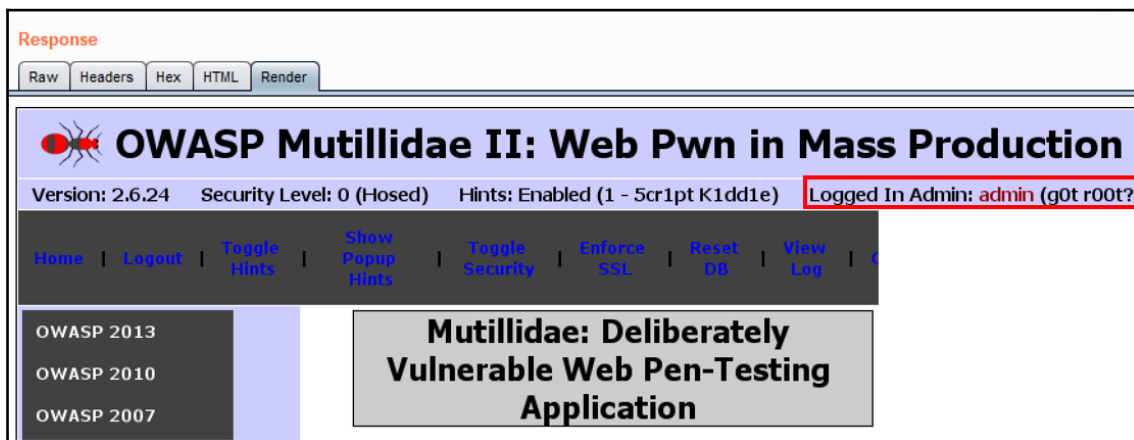 Response
Raw Headers Hex HTML Render
OWASP Mutillidae II: Web Pwn in Mass Production
Version: 2.6.24 Security Level: 0 (Hosed) Hints: Enabled (1 - 5cr1pt K1dd1e) Logged In Admin: admin (g0t r00t?
Home | Logout | Toggle Hints | Show Popup Hints | Toggle Security | Enforce SSL | Reset DB | View Log |
OWASP 2013
OWASP 2010
OWASP 2007
Mutillidae: Deliberately
Vulnerable Web Pen-Testing
Application